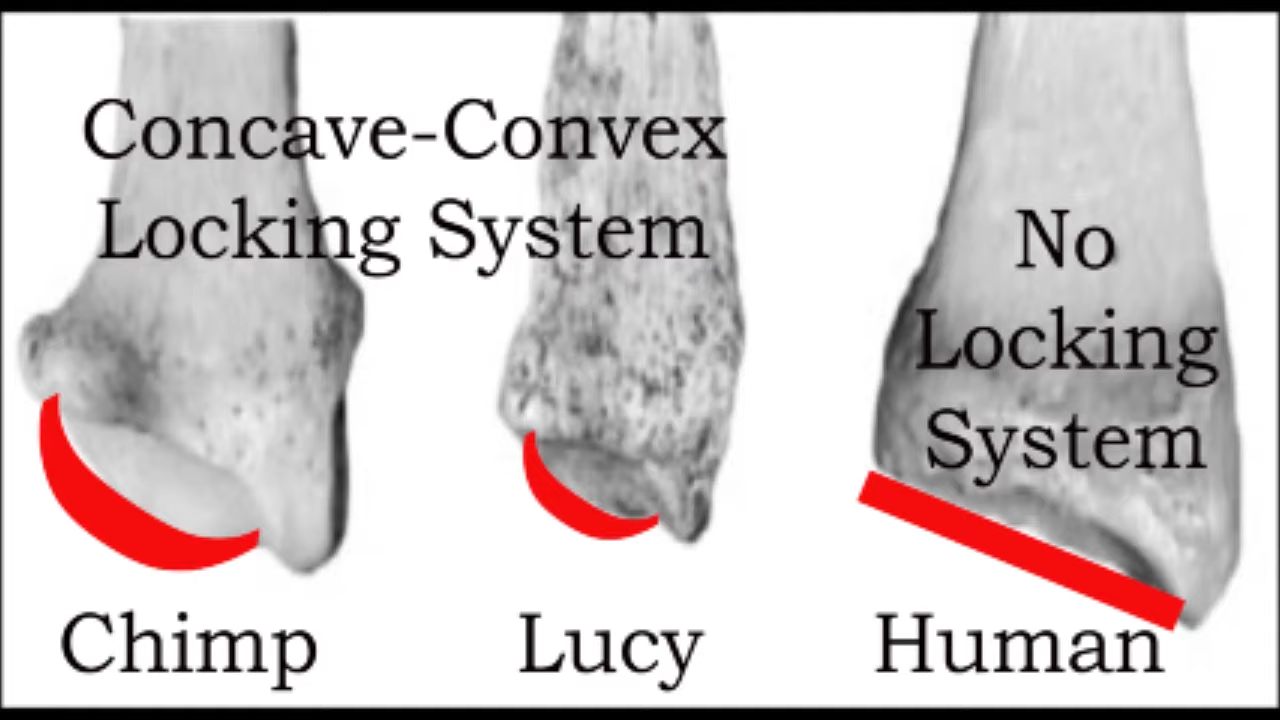 Concave-Convex
Locking System
No
Locking
System
Chimp
Lucy
Human